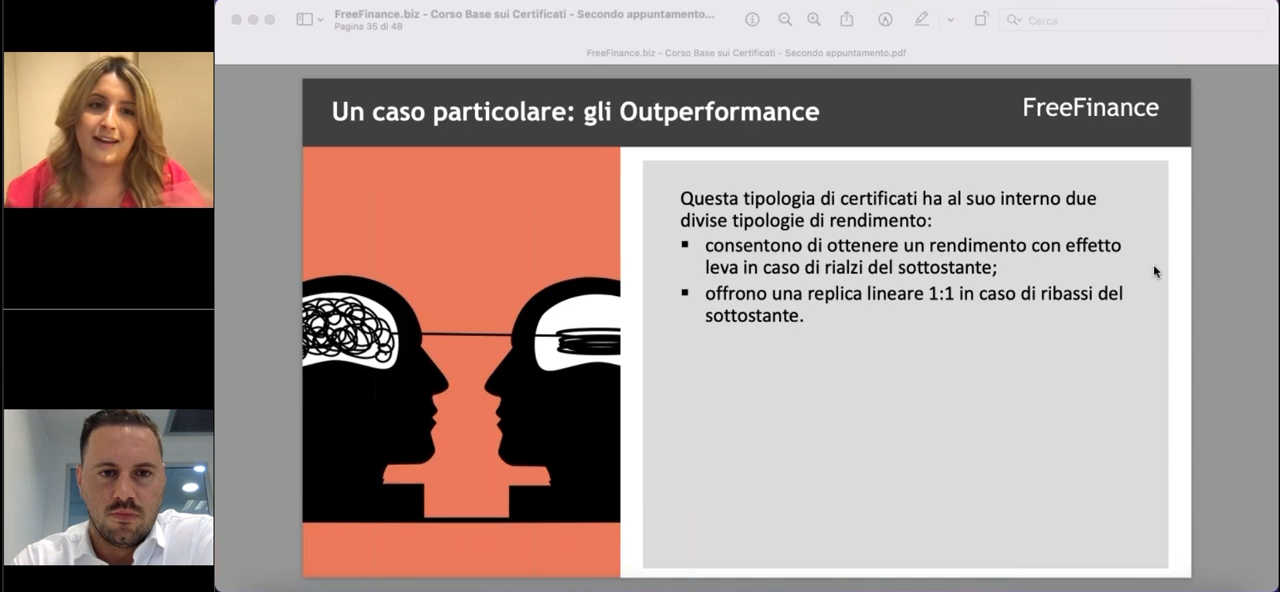 FreeFinance.biz - Corso Base sui Certificati - Secondo appuntamento...
Pagina 35 di 48
Cerca
FreeFinance.biz - Corso Base sui Certificati - Secondo appuntamento.pdf
Un caso particolare: gli Outperformance
FreeFinance
Questa tipologia di certificati ha al suo interno due
divise tipologie di rendimento:
▪ consentono di ottenere un rendimento con effetto
leva in caso di rialzi del sottostante;
▪ offrono una replica lineare 1:1 in caso di ribassi del
sottostante.